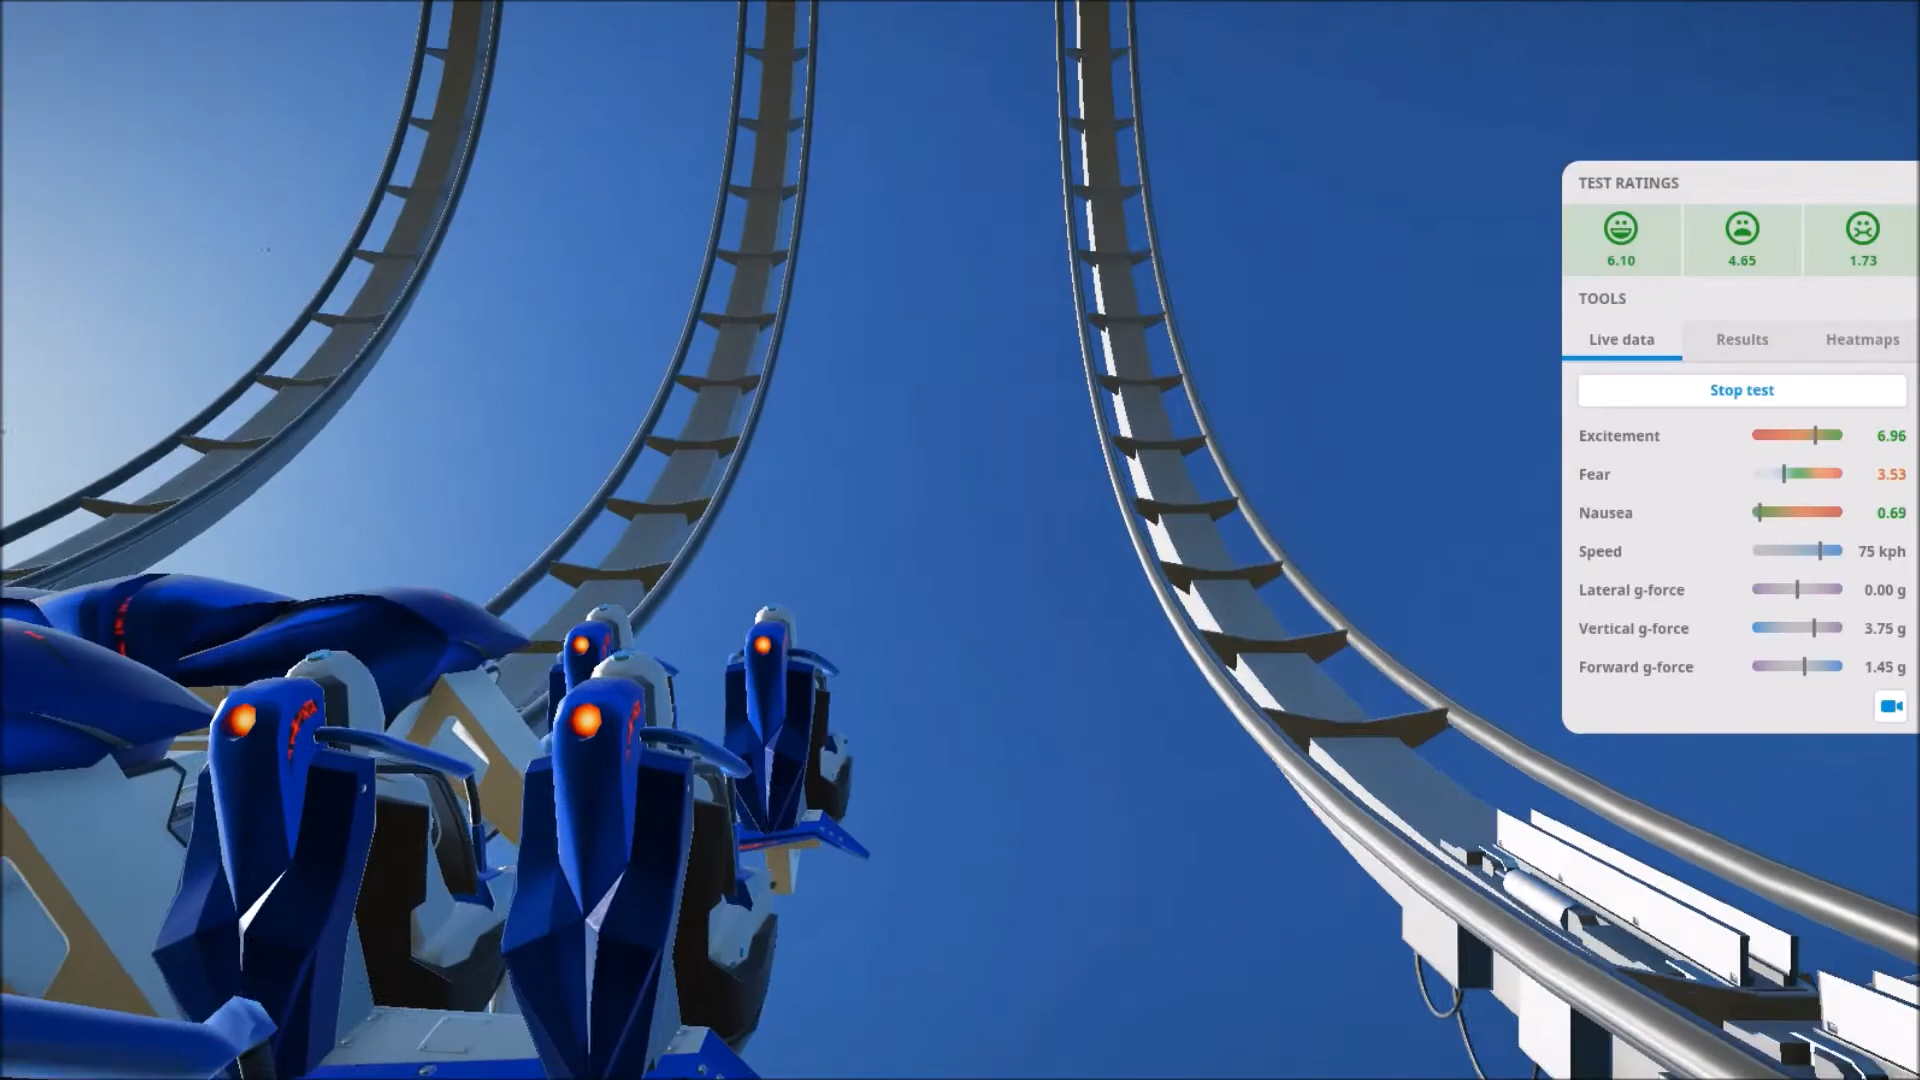 TEST RATINGS
6.10 4.65 1.73
TOOLS
Live data Results Heatmaps
Stop test
Excitement 6.96
Fear 3.53
Nausea 0.69
Speed 75 kph
Lateral g-force 0.00 g
Vertical g-force 3.75 g
Forward g-force 1.45 g